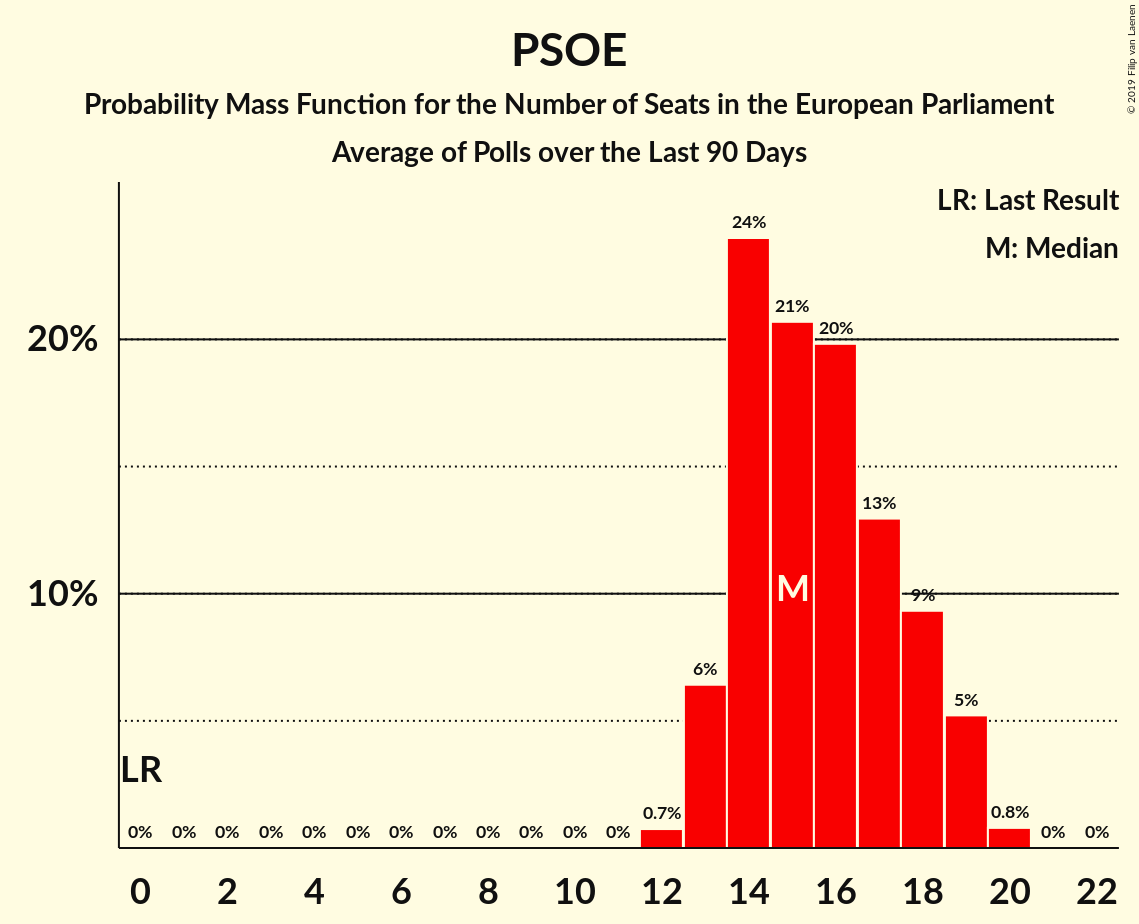 PSOE
Probability Mass Function for the Number of Seats in the European Parliament
Average of Polls over the Last 90 Days
© 2019 Filip van Laenen
LR: Last Result
M: Median
24%
21%
20%
20%
13%
10%
M
9%
6%
5%
LR
0% 0% 0% 0% 0% 0% 0% 0% 0% 0% 0% 0% 0.7% 0.8% 0% 0%
0 2 4 6 8 10 12 14 16 18 20 22